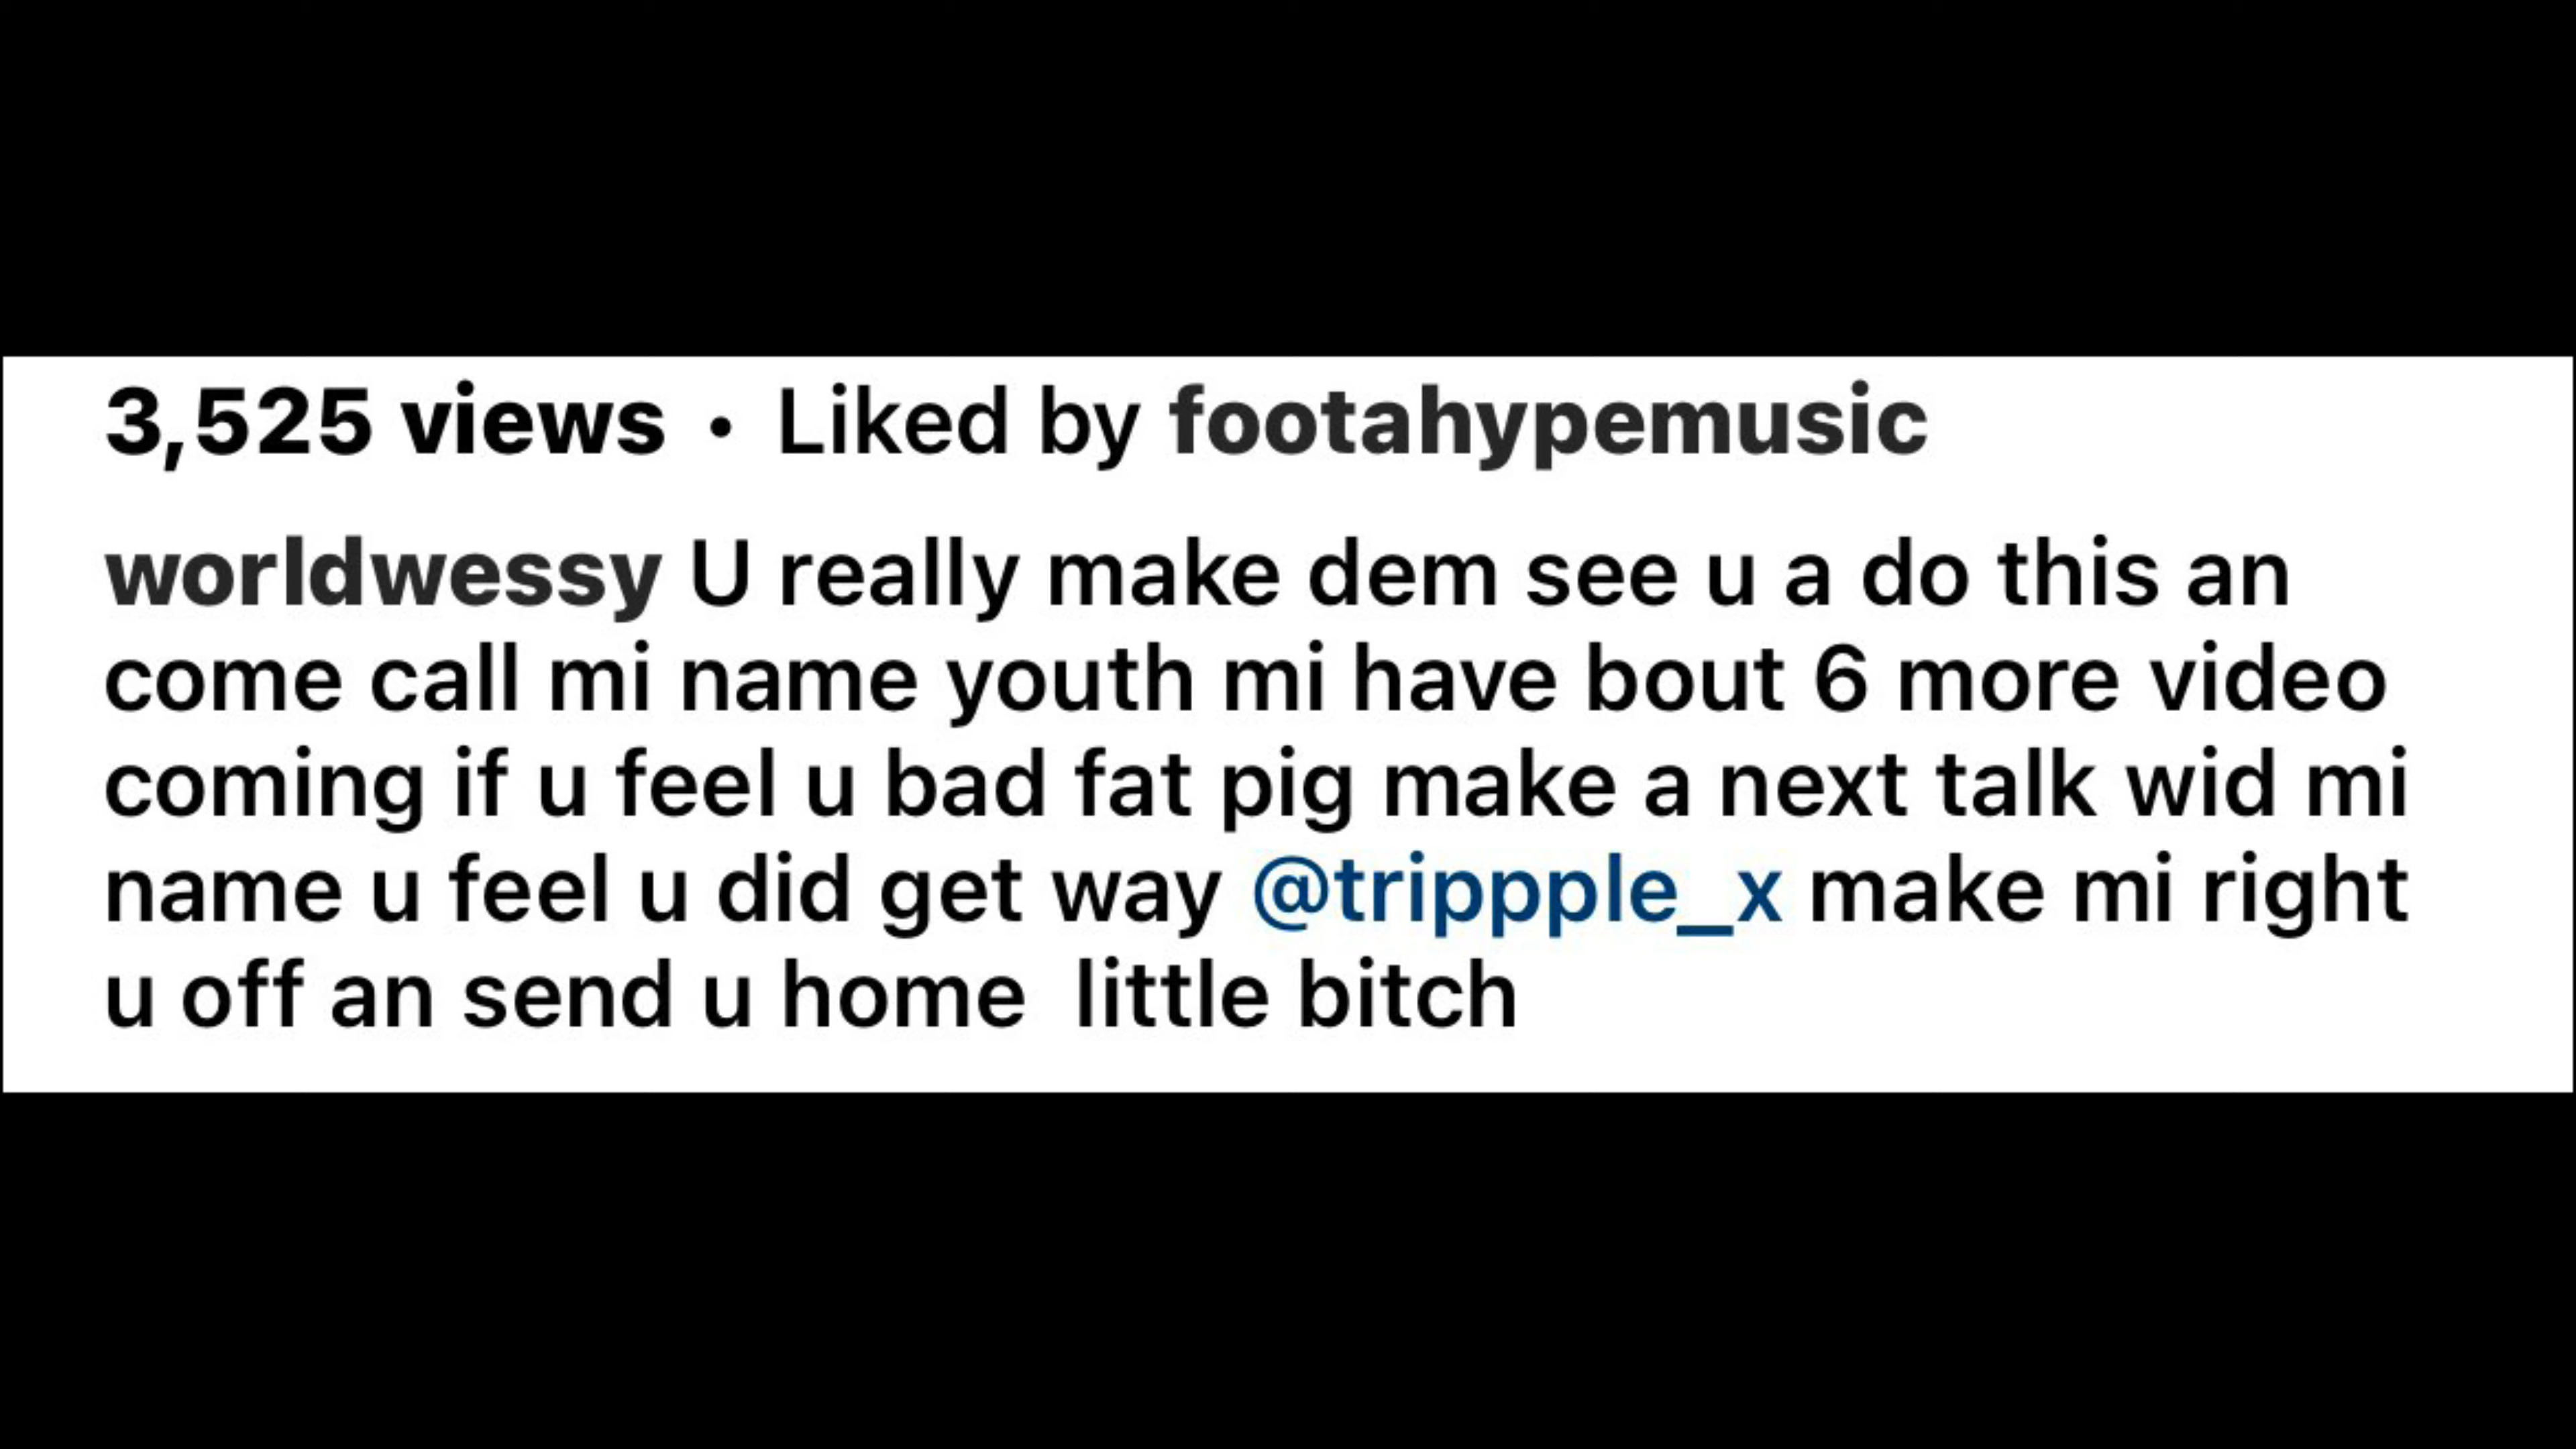 3,525 views • Liked by footahypemusic
worldwessy U really make dem see u a do this an
come call mi name youth mi have bout 6 more video
coming if u feel u bad fat pig make a next talk wid mi
name u feel u did get way @trippple_x make mi right
u off an send u home  little bitch